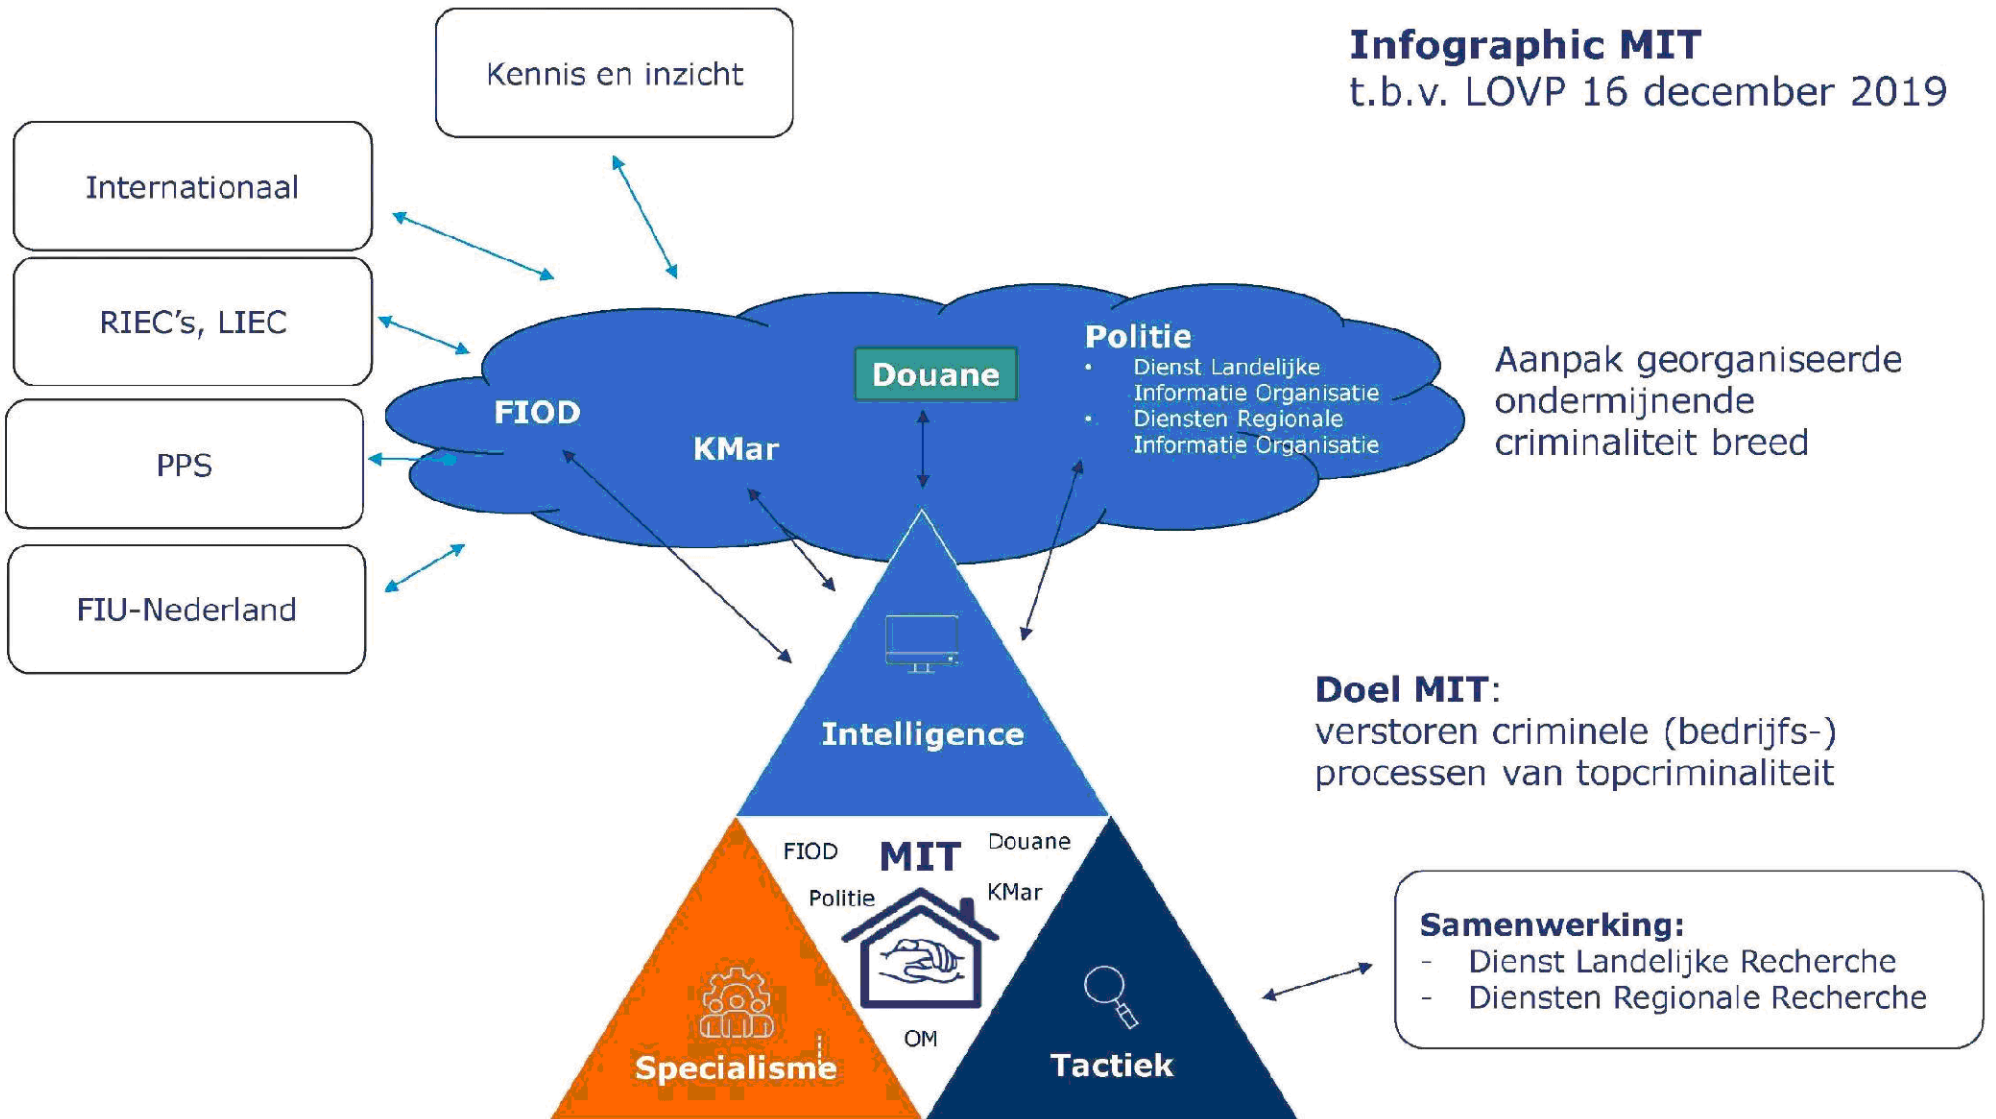 Infographic MIT
t.b.v. LOVP 16 december 2019
Kennis en inzicht
Internationaal
RIEC's, LIEC
PPS
FIU-Nederland
FIOD
KMar
Douane
Politie
• Dienst Landelijke
Informatie Organisatie
• Diensten Regionale
Informatie Organisatie
Aanpak georganiseerde
ondermijnende
criminaliteit breed
Intelligence
Doel MIT:
verstoren criminele (bedrijfs-)
processen van topcriminaliteit
FIOD
MIT
Douane
Politie
KMar
OM
Specialisme
Tactiek
Samenwerking:
- Dienst Landelijke Recherche
- Diensten Regionale Recherche